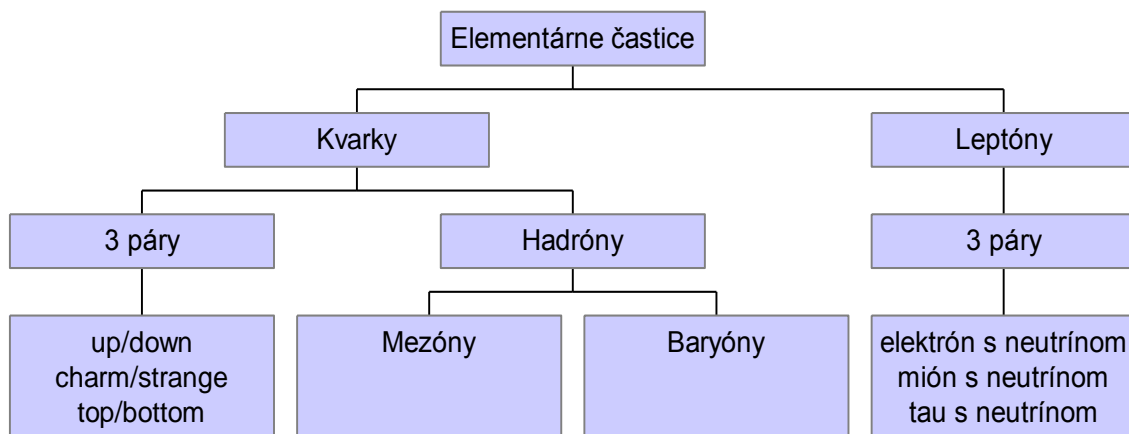 Elementárne častice
Kvarky
Leptóny
3 páry
Hadróny
3 páry
up/down
charm/strange
top/bottom
Mezóny
Baryóny
elektrón s neutrínom
mión s neutrínom
tau s neutrínom